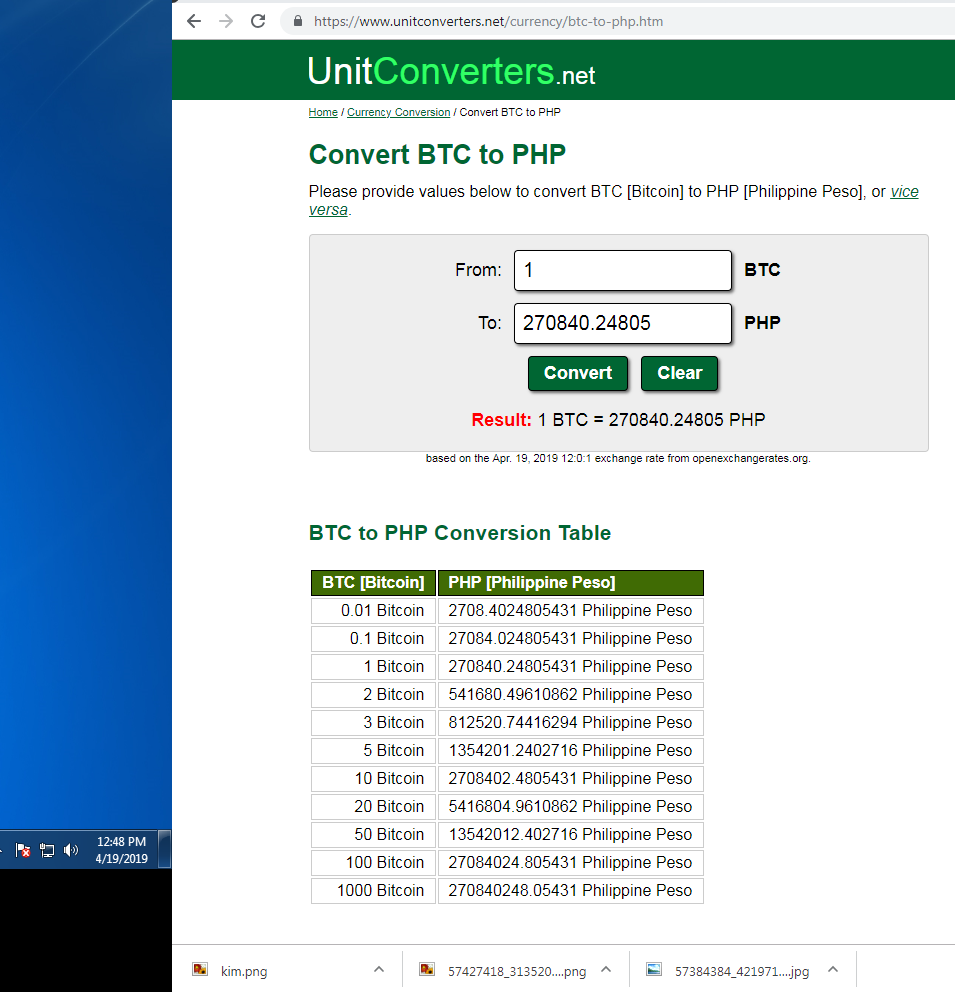 https://www.unitconverters.net/currency/btc-to-php.htm
UnitConverters.net
Home / Currency Conversion / Convert BTC to PHP
Convert BTC to PHP
Please provide values below to convert BTC [Bitcoin] to PHP [Philippine Peso], or vice
versa.
From: 1 BTC
To: 270840.24805 PHP
Convert Clear
Result: 1 BTC = 270840.24805 PHP
based on the Apr. 19, 2019 12:0:1 exchange rate from openexchangerates.org.
BTC to PHP Conversion Table
BTC [Bitcoin] PHP [Philippine Peso]
0.01 Bitcoin 2708.4024805431 Philippine Peso
0.1 Bitcoin 27084.024805431 Philippine Peso
1 Bitcoin 270840.24805431 Philippine Peso
2 Bitcoin 541680.49610862 Philippine Peso
3 Bitcoin 812520.74416294 Philippine Peso
5 Bitcoin 1354201.2402716 Philippine Peso
10 Bitcoin 2708402.4805431 Philippine Peso
20 Bitcoin 5416804.9610862 Philippine Peso
50 Bitcoin 13542012.402716 Philippine Peso
100 Bitcoin 27084024.805431 Philippine Peso
1000 Bitcoin 270840248.05431 Philippine Peso
12:48 PM
4/19/2019
kim.png 57427418_313520....png 57384384_421971....jpg